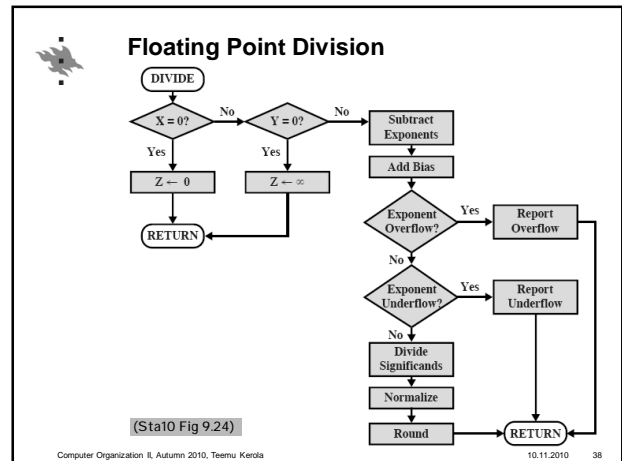 Floating Point Division
DIVIDE
X = 0?
No
Y = 0?
No
Subtract
Exponents
Yes
Yes
Add Bias
Z ← 0
Z ← ∞
Exponent
Overflow?
Yes
Report
Overflow
RETURN
No
Exponent
Underflow?
Yes
Report
Underflow
No
Divide
Significands
Normalize
Round
RETURN
(Sta10 Fig 9.24)
Computer Organization II, Autumn 2010, Teemu Kerola
10.11.2010
38